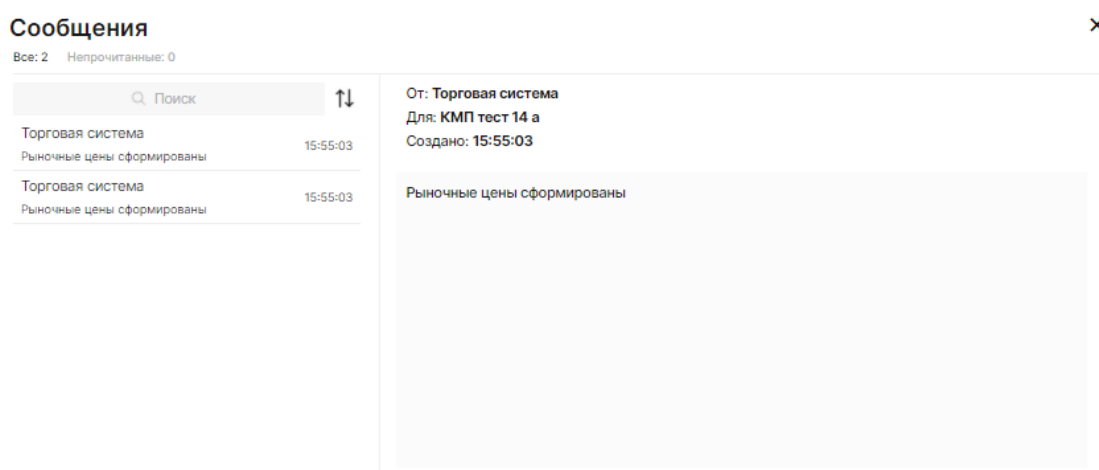 Сообщения
Все: 2 Непрочитанные: 0
Поиск
Торговая система
15:55:03
Рыночные цены сформированы
Торговая система
15:55:03
Рыночные цены сформированы
От: Торговая система
Для: КМП тест 14 а
Создано: 15:55:03
Рыночные цены сформированы